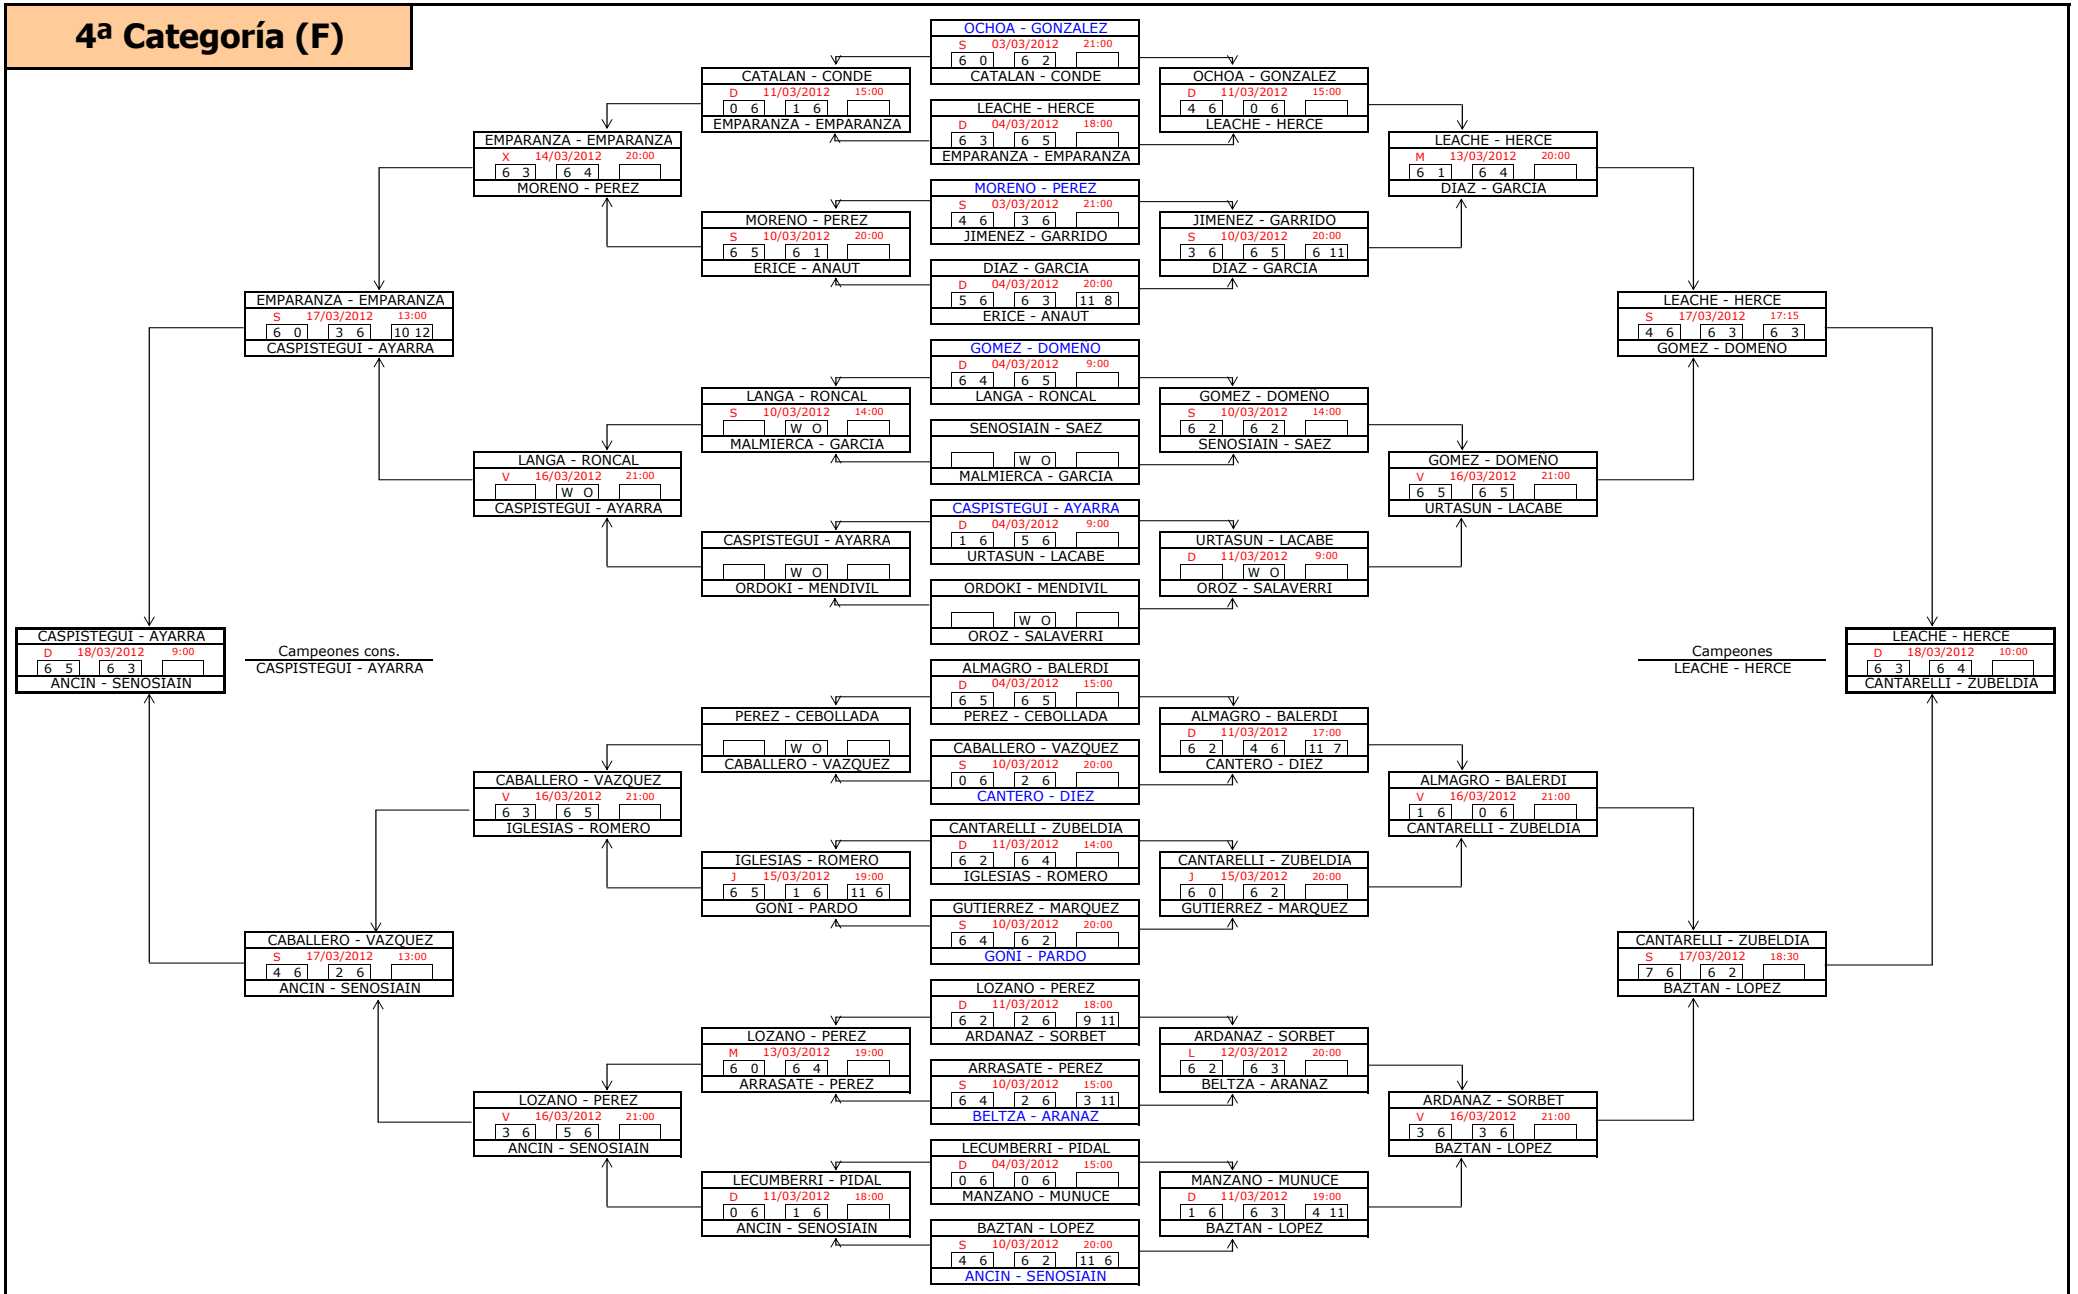 4ª Categoría (F)
OCHOA - GONZALEZ
S 03/03/2012 21:00
6 0 6 2
CATALAN - CONDE
LEACHE - HERCE
D 04/03/2012 18:00
6 3 6 5
EMPARANZA - EMPARANZA
MORENO - PEREZ
S 03/03/2012 21:00
4 6 3 6
JIMENEZ - GARRIDO
DIAZ - GARCIA
D 04/03/2012 20:00
5 6 6 3 11 8
ERICE - ANAUT
GOMEZ - DOMEÑO
D 04/03/2012 9:00
6 4 6 5
LANGA - RONCAL
SENOSIAIN - SAEZ
W O
MALMIERCA - GARCIA
CASPISTEGUI - AYARRA
D 04/03/2012 9:00
1 6 5 6
URTASUN - LACABE
ORDOKI - MENDIVIL
W O
OROZ - SALAVERRI
ALMAGRO - BALERDI
D 04/03/2012 15:00
6 5 6 5
PEREZ - CEBOLLADA
CABALLERO - VAZQUEZ
S 10/03/2012 20:00
0 6 2 6
CANTERO - DIEZ
CANTARELLI - ZUBELDIA
D 11/03/2012 14:00
6 2 6 4
IGLESIAS - ROMERO
GUTIERREZ - MARQUEZ
S 10/03/2012 20:00
6 4 6 2
GOÑI - PARDO
LOZANO - PEREZ
D 11/03/2012 18:00
6 2 2 6 9 11
ARDANAZ - SORBET
ARRASATE - PEREZ
S 10/03/2012 15:00
6 4 2 6 3 11
BELTZA - ARANAZ
LECUMBERRI - PIDAL
D 04/03/2012 15:00
0 6 0 6
MANZANO - MUNUCE
BAZTAN - LOPEZ
S 10/03/2012 20:00
4 6 6 2 11 6
ANCIN - SENOSIAIN
CATALAN - CONDE
D 11/03/2012 15:00
0 6 1 6
EMPARANZA - EMPARANZA
MORENO - PEREZ
S 10/03/2012 20:00
6 5 6 1
ERICE - ANAUT
LANGA - RONCAL
S 10/03/2012 14:00
W O
MALMIERCA - GARCIA
CASPISTEGUI - AYARRA
W O
ORDOKI - MENDIVIL
PEREZ - CEBOLLADA
W O
CABALLERO - VAZQUEZ
IGLESIAS - ROMERO
J 15/03/2012 19:00
6 5 1 6 11 6
GOÑI - PARDO
LOZANO - PEREZ
M 13/03/2012 19:00
6 0 6 4
ARRASATE - PEREZ
LECUMBERRI - PIDAL
D 11/03/2012 18:00
0 6 1 6
ANCIN - SENOSIAIN
EMPARANZA - EMPARANZA
X 14/03/2012 20:00
6 3 6 4
MORENO - PEREZ
LANGA - RONCAL
V 16/03/2012 21:00
W O
CASPISTEGUI - AYARRA
CABALLERO - VAZQUEZ
V 16/03/2012 21:00
6 3 6 5
IGLESIAS - ROMERO
LOZANO - PEREZ
V 16/03/2012 21:00
3 6 5 6
ANCIN - SENOSIAIN
EMPARANZA - EMPARANZA
S 17/03/2012 13:00
6 0 3 6 10 12
CASPISTEGUI - AYARRA
CABALLERO - VAZQUEZ
S 17/03/2012 13:00
4 6 2 6
ANCIN - SENOSIAIN
CASPISTEGUI - AYARRA
D 18/03/2012 9:00
6 5 6 3
ANCIN - SENOSIAIN
Campeones cons.
CASPISTEGUI - AYARRA
OCHOA - GONZALEZ
D 11/03/2012 15:00
4 6 0 6
LEACHE - HERCE
JIMENEZ - GARRIDO
S 10/03/2012 20:00
3 6 6 5 6 11
DIAZ - GARCIA
GOMEZ - DOMEÑO
S 10/03/2012 14:00
6 2 6 2
SENOSIAIN - SAEZ
URTASUN - LACABE
D 11/03/2012 9:00
W O
OROZ - SALAVERRI
ALMAGRO - BALERDI
D 11/03/2012 17:00
6 2 4 6 11 7
CANTERO - DIEZ
CANTARELLI - ZUBELDIA
J 15/03/2012 20:00
6 0 6 2
GUTIERREZ - MARQUEZ
ARDANAZ - SORBET
L 12/03/2012 20:00
6 2 6 3
BELTZA - ARANAZ
MANZANO - MUNUCE
D 11/03/2012 19:00
1 6 6 3 4 11
BAZTAN - LOPEZ
LEACHE - HERCE
M 13/03/2012 20:00
6 1 6 4
DIAZ - GARCIA
GOMEZ - DOMEÑO
V 16/03/2012 21:00
6 5 6 5
URTASUN - LACABE
ALMAGRO - BALERDI
V 16/03/2012 21:00
1 6 0 6
CANTARELLI - ZUBELDIA
ARDANAZ - SORBET
V 16/03/2012 21:00
3 6 3 6
BAZTAN - LOPEZ
LEACHE - HERCE
S 17/03/2012 17:15
4 6 6 3 6 3
GOMEZ - DOMEÑO
CANTARELLI - ZUBELDIA
S 17/03/2012 18:30
7 6 6 2
BAZTAN - LOPEZ
Campeones
LEACHE - HERCE
LEACHE - HERCE
D 18/03/2012 10:00
6 3 6 4
CANTARELLI - ZUBELDIA